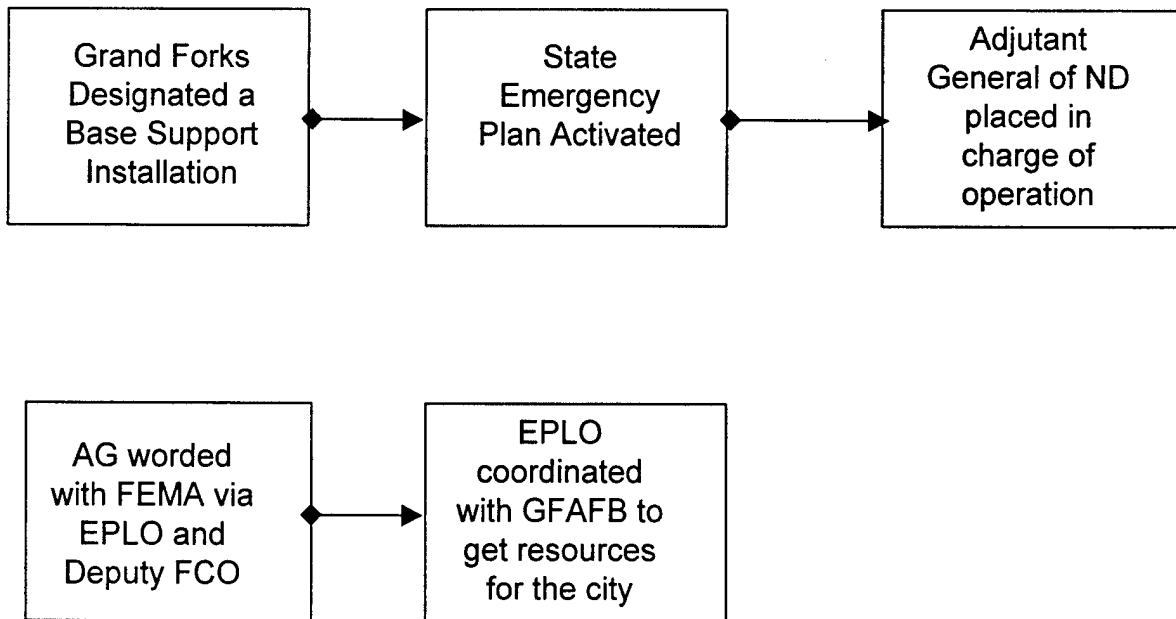 Grand Forks
Designated a
Base Support
Installation
State
Emergency
Plan Activated
Adjutant
General of ND
placed in
charge of
operation
AG worded
with FEMA via
EPLO and
Deputy FCO
EPLO
coordinated
with GFAFB to
get resources
for the city